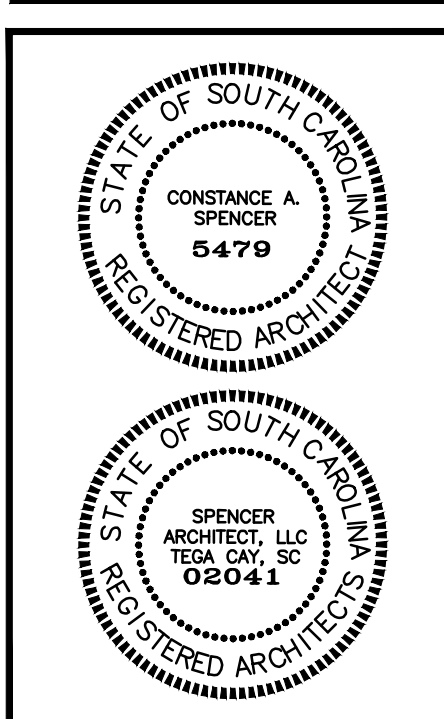 STATE OF SOUTH CAROLINA
CONSTANCE A.
SPENCER
5479
REGISTERED ARCHITECT
STATE OF SOUTH CAROLINA
SPENCER
ARCHITECT, LLC
TEGA CAY, SC
02041
REGISTERED ARCHITECTS